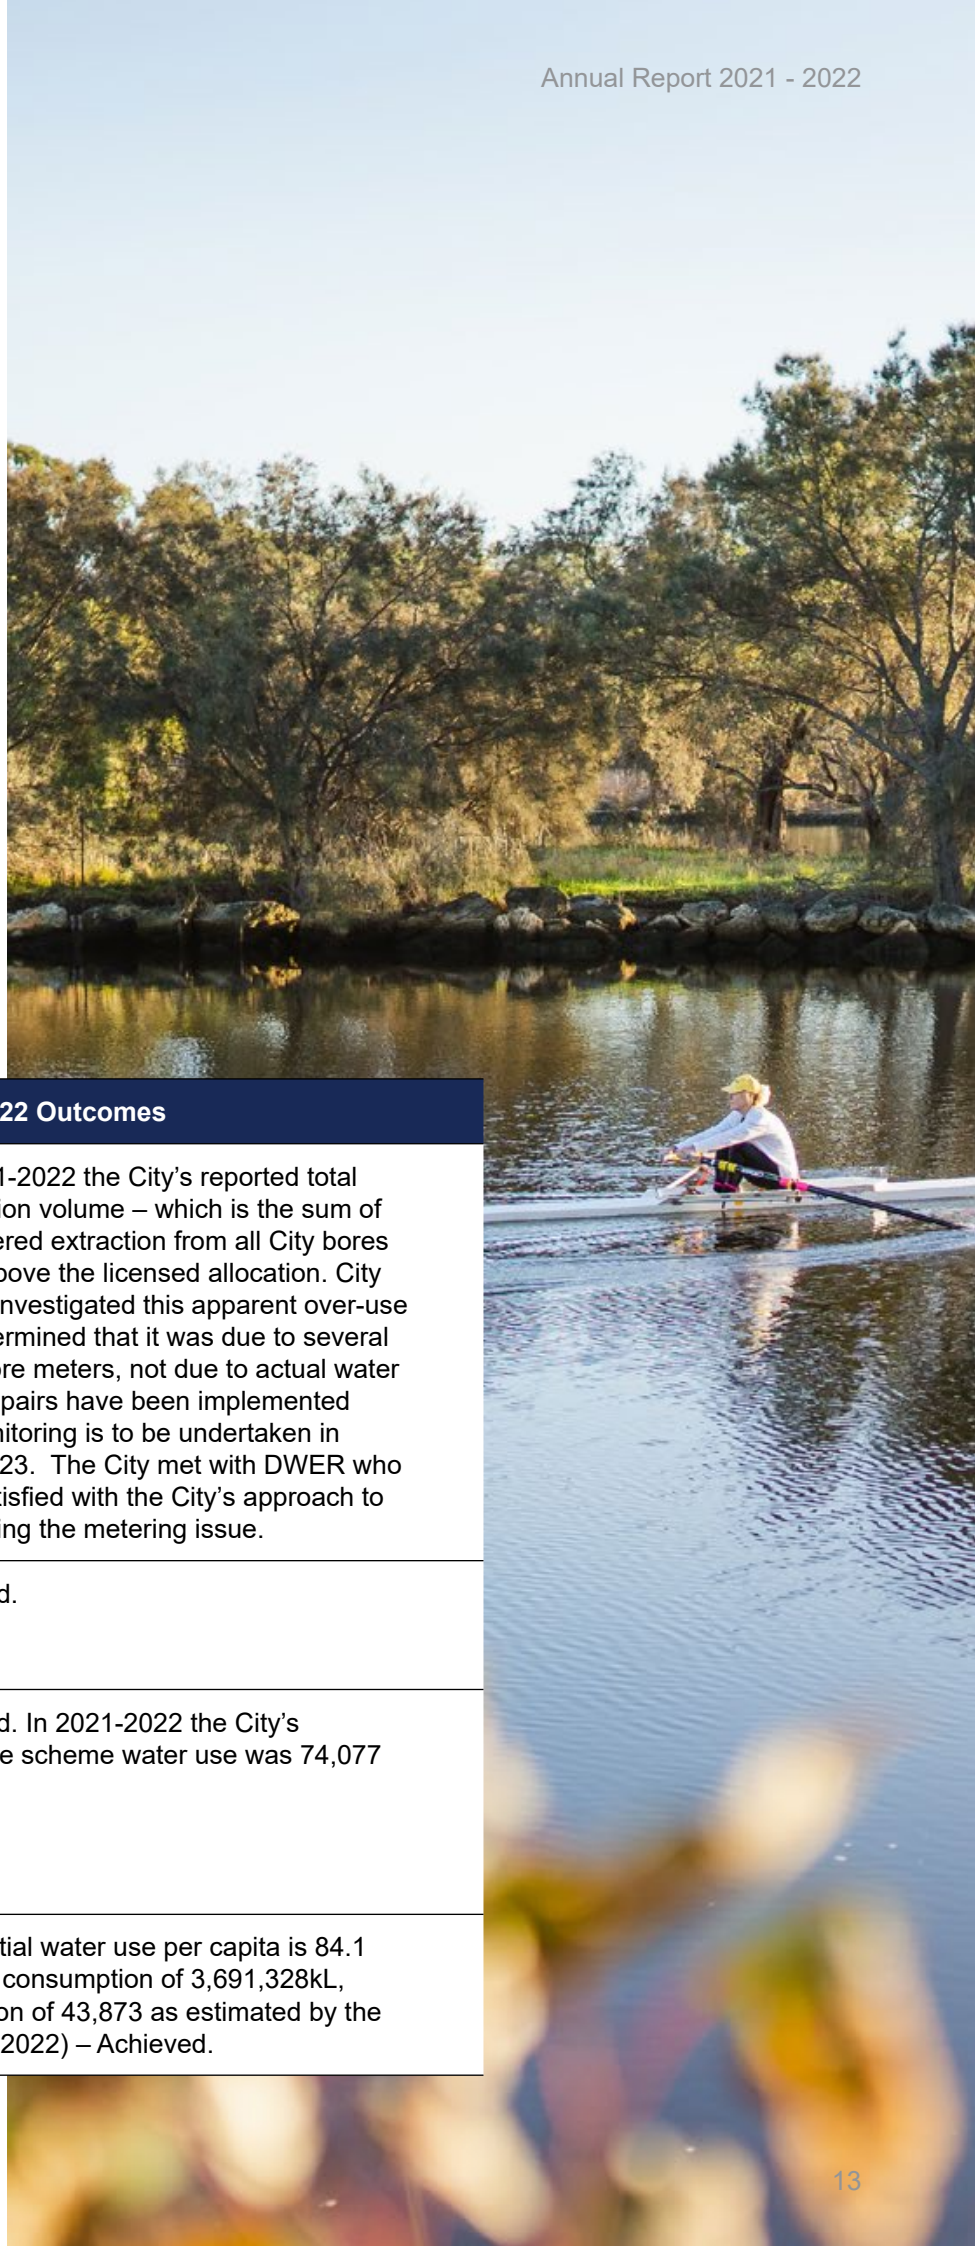 Annual Report 2021 - 2022
22 Outcomes
1-2022 the City’s reported total
ion volume – which is the sum of
ered extraction from all City bores
bove the licensed allocation. City
investigated this apparent over-use
ermined that it was due to several
ore meters, not due to actual water
pairs have been implemented
nitoring is to be undertaken in
23.  The City met with DWER who
tisfied with the City’s approach to
ing the metering issue.
d.
d. In 2021-2022 the City’s
e scheme water use was 74,077
tial water use per capita is 84.1
consumption of 3,691,328kL,
on of 43,873 as estimated by the
2022) – Achieved.
13